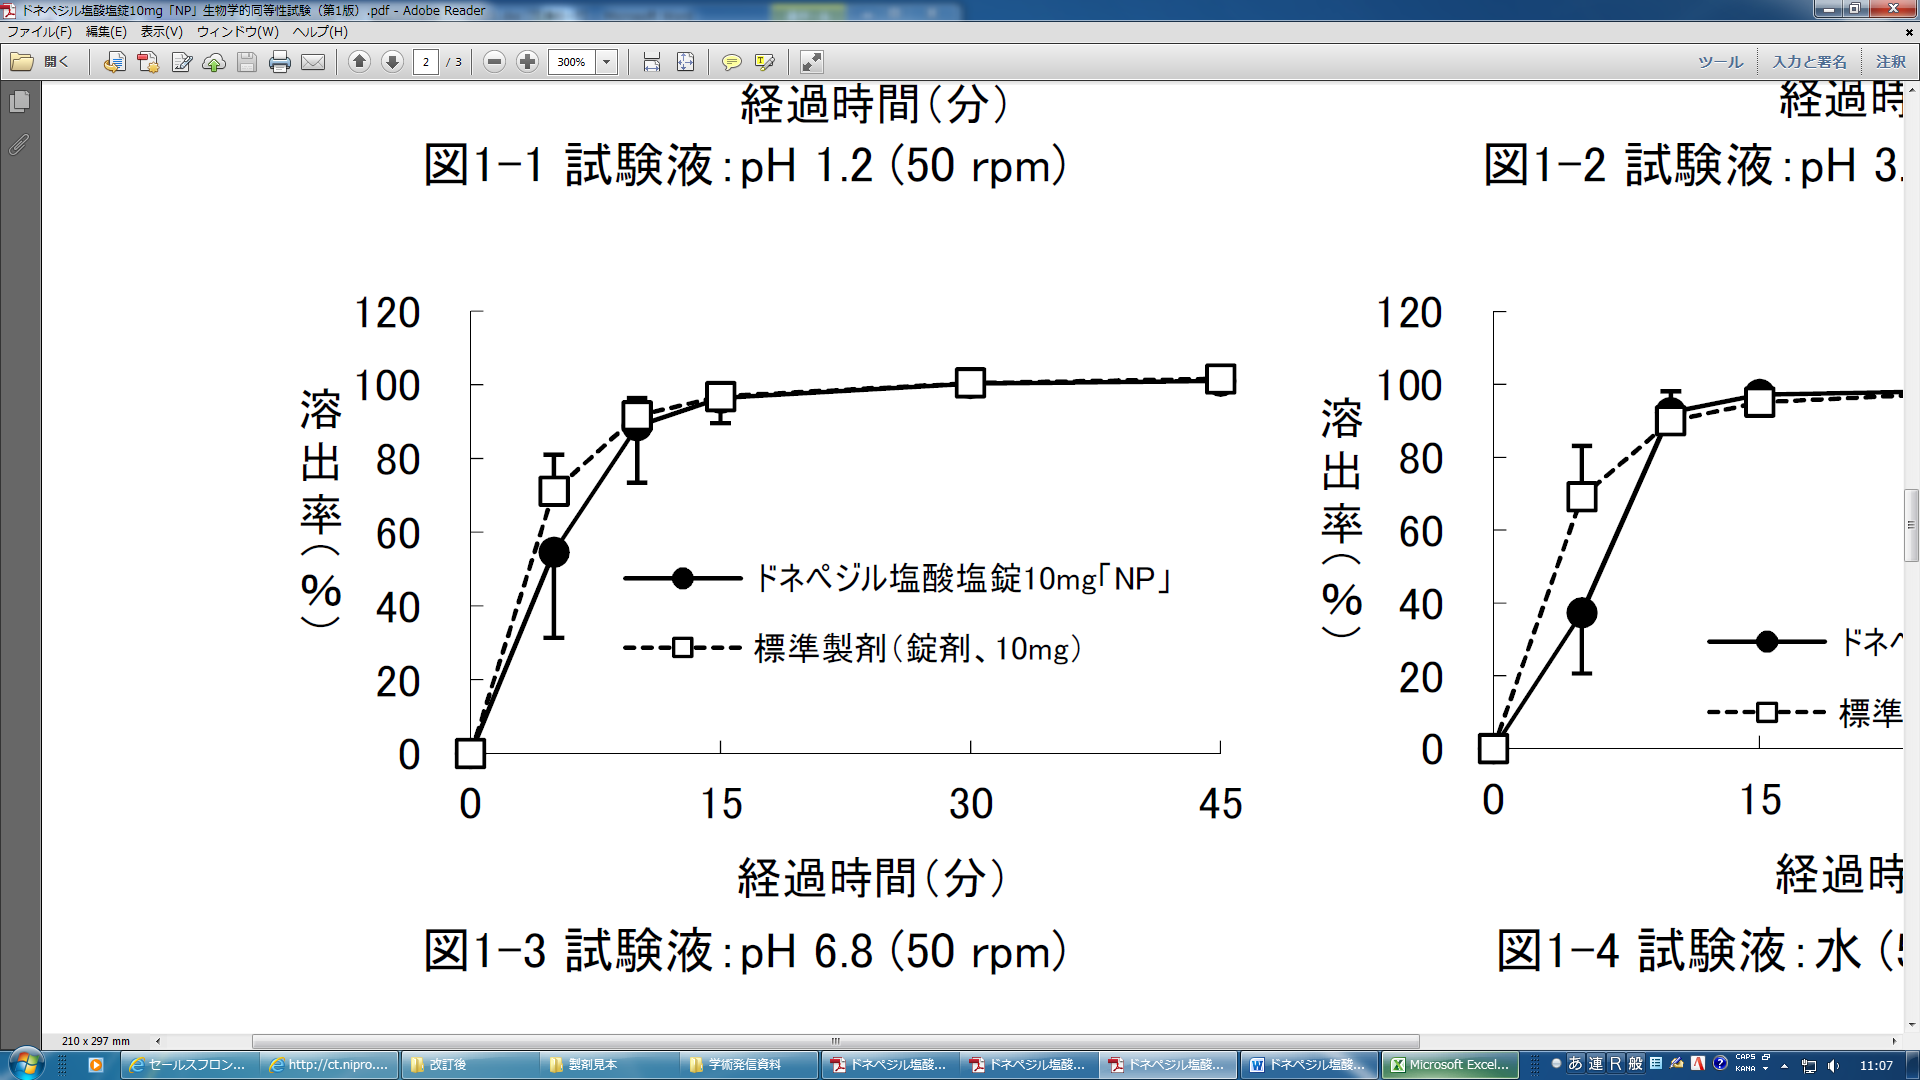 ドネペジル塩酸塩錠10mg「NP」生物学的同等性試験（第1版）.pdf - Adobe Reader
ファイル(F) 編集(E) 表示(V) ウィンドウ(W) ヘルプ(H)
開く 2 / 3 300% ツール 入力と署名 注釈
経過時間(分)
図1-1 試験液:pH 1.2 (50 rpm)
120
100
80
60
40
20
0
溶出率(%)
ドネペジル塩酸塩錠10mg「NP」
標準製剤(錠剤、10mg)
0 15 30 45
経過時間(分)
図1-3 試験液:pH 6.8 (50 rpm)
経過時
図1-2 試験液:pH 3.
120
100
80
60
40
20
0
溶出率(%)
ドネ
標準
0 15
経過時
図1-4 試験液:水 (5
210 x 297 mm
セールスフロン... http://ct.nipro.... 改訂後 製剤見本 学術発信資料 ドネペジル塩酸... ドネペジル塩酸... ドネペジル塩酸... ドネペジル塩酸... Microsoft Excel... あ 連 R 般 CAPS KANA 11:07